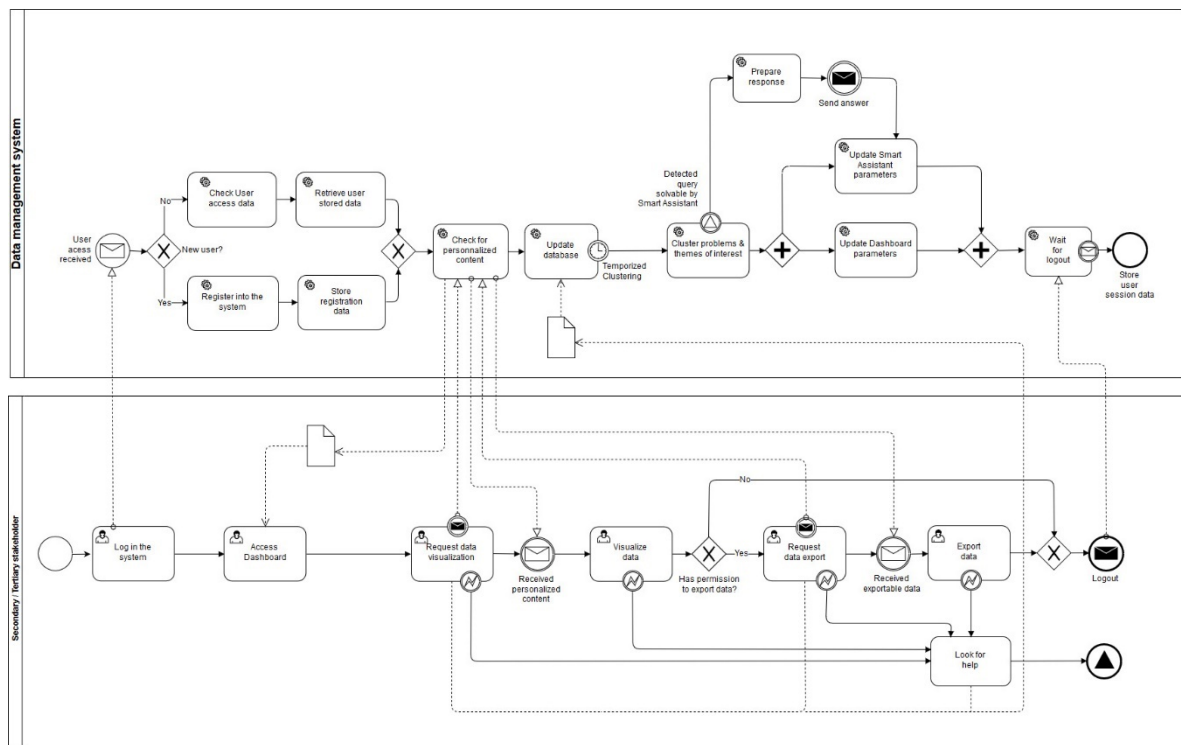 Data management system
User
acess
received
New user?
No
Yes
Check User
access data
Retrieve user
stored data
Register into the
system
Store
registration
data
Check for
personnalized
content
Update
database
Temporized
Clustering
Detected
query
solvable by
Smart Assistant
Cluster problems &
themes of interest
Prepare
response
Send answer
Update Smart
Assistant
parameters
Update Dashboard
parameters
Wait
for
logout
Store
user
session data
Secondary / Tertiary stakeholder
Log in the
system
Access
Dashboard
Request data
visualization
Received
personalized
content
Visualize
data
Has permission
to export data?
No
Yes
Request
data export
Received
exportable data
Export
data
Logout
Look for
help